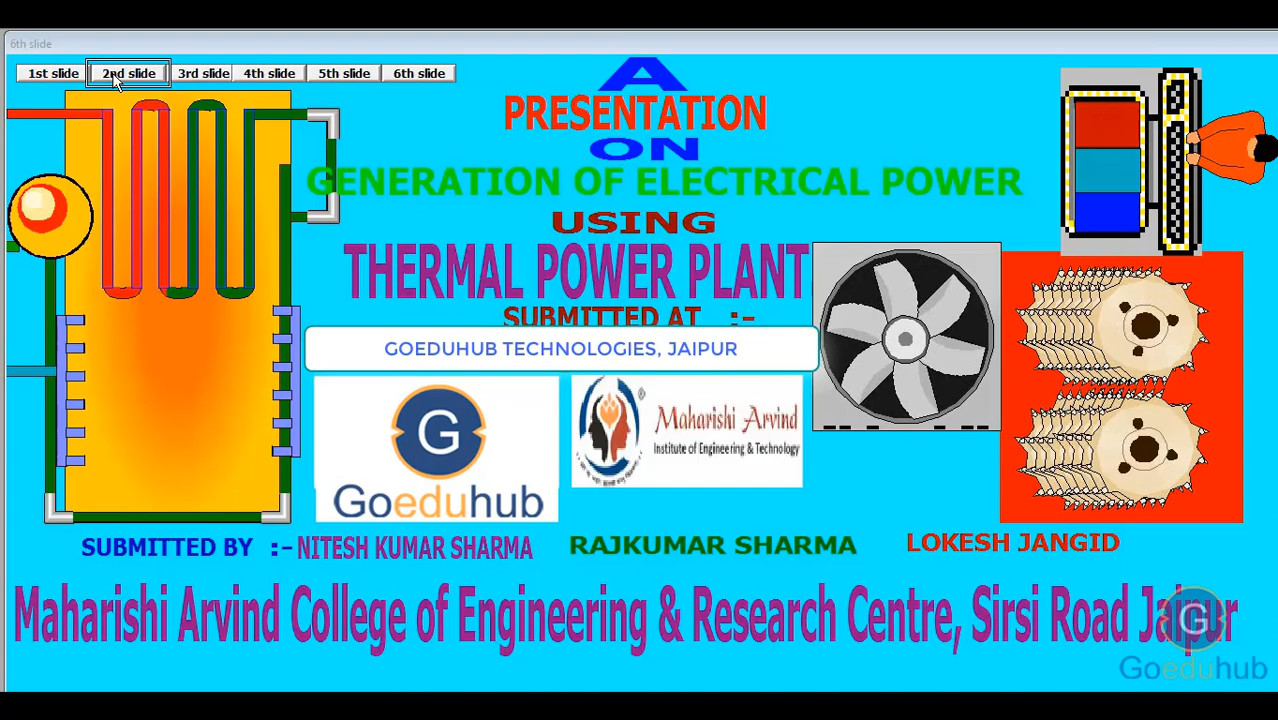 6th slide
1st slide 2nd slide 3rd slide 4th slide 5th slide 6th slide
A
PRESENTATION
ON
GENERATION OF ELECTRICAL POWER
USING
THERMAL POWER PLANT
SUBMITTED AT :-
GOEDUHUB TECHNOLOGIES, JAIPUR
G
Goeduhub
Maharishi Arvind
Institute of Engineering & Technology
SUBMITTED BY :- NITESH KUMAR SHARMA RAJKUMAR SHARMA LOKESH JANGID
Maharishi Arvind College of Engineering & Research Centre, Sirsi Road Jaipur
G
Goeduhub